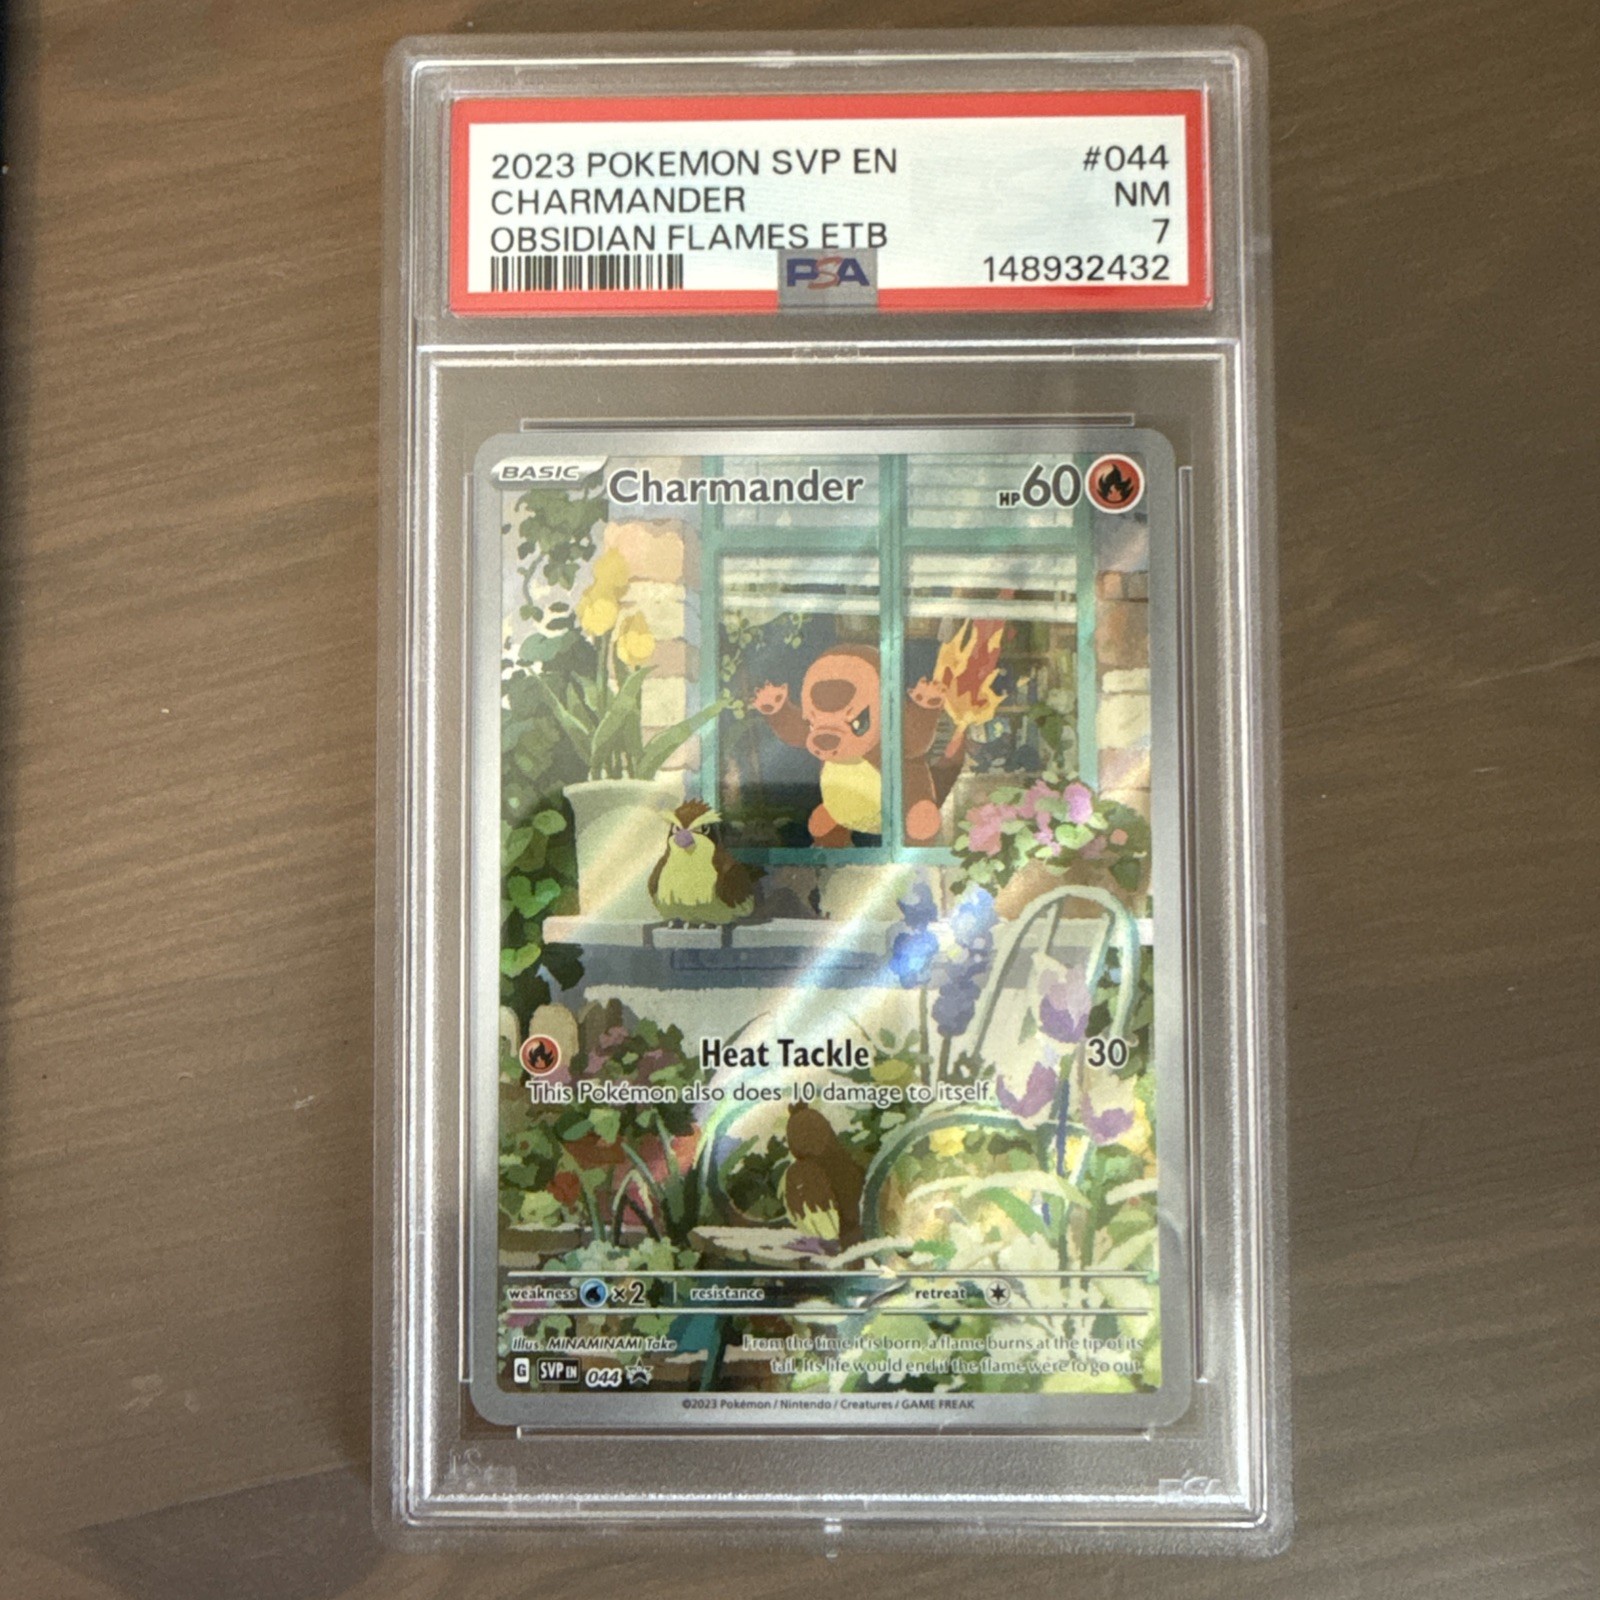 2023 POKEMON SVP EN #044
CHARMANDER NM
OBSIDIAN FLAMES ETB 7
PSA 148932432
BASIC Charmander HP 60
Heat Tackle 30
This Pokémon also does 10 damage to itself.
weakness ×2 resistance retreat
Illus. MINAMINAMI Take
From the time it is born, a flame burns at the tip of its
tail. Its life would end if the flame were to go out.
G SVP EN 044
©2023 Pokémon / Nintendo / Creatures / GAME FREAK